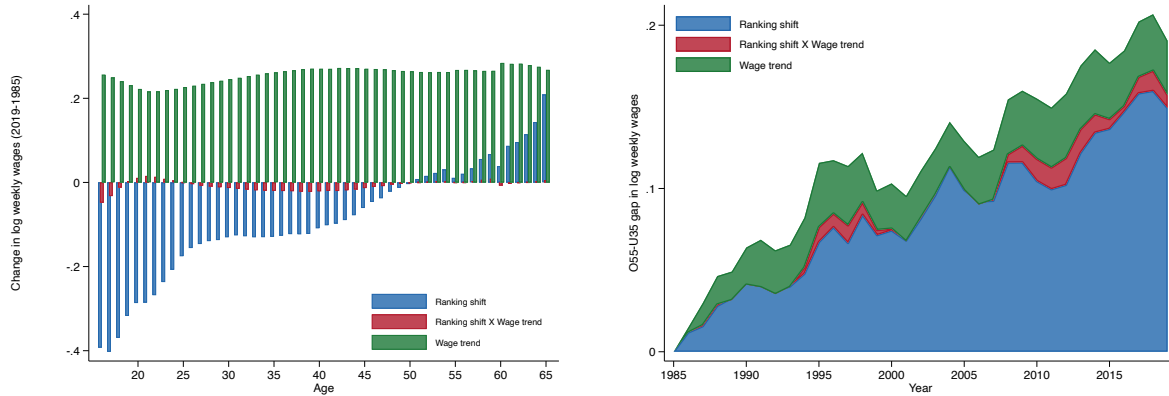 Change in log weekly wages (2019-1985)
.4
.2
0
-.2
-.4
Ranking shift
Ranking shift X Wage trend
Wage trend
20 25 30 35 40 45 50 55 60 65
Age
O55-U35 gap in log weekly wages
.2
.1
0
Ranking shift
Ranking shift X Wage trend
Wage trend
1985 1990 1995 2000 2005 2010 2015
Year